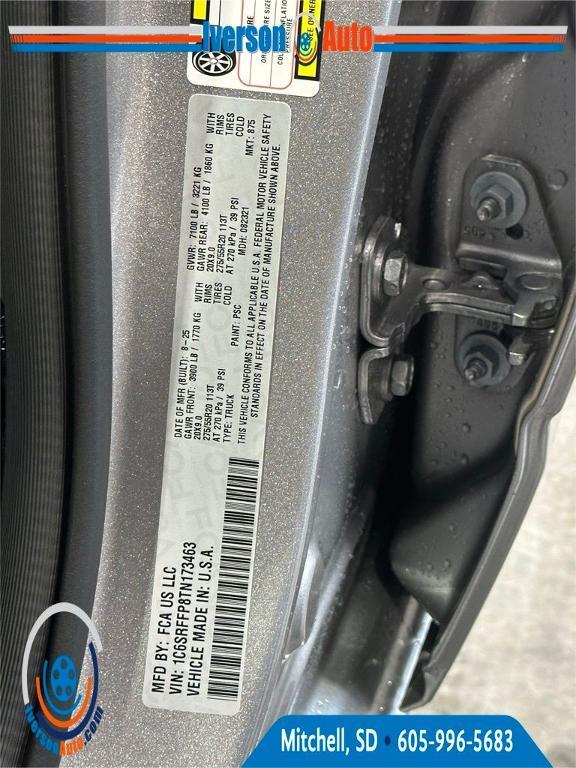 Iverson Auto
MFD BY: FCA US LLC
VIN: 1C6SRFFP8TN173463
VEHICLE MADE IN: U.S.A.
DATE OF MFR (BUILT): 8-25
GAWR FRONT: 3900 LB / 1770 KG WITH
20X9.0 RIMS
275/55R20 113T TIRES
AT 270 kPa / 39 PSI COLD
TYPE: TRUCK PAINT: PSC
GVWR: 7100 LB / 3221 KG
GAWR REAR: 4100 LB / 1860 KG WITH
20X9.0 RIMS
275/55R20 113T TIRES
AT 270 kPa / 39 PSI COLD
MDH: 082321 MKT: 875
THIS VEHICLE CONFORMS TO ALL APPLICABLE U.S.A. FEDERAL MOTOR VEHICLE SAFETY
STANDARDS IN EFFECT ON THE DATE OF MANUFACTURE SHOWN ABOVE.
IversonAuto.com
Mitchell, SD • 605-996-5683